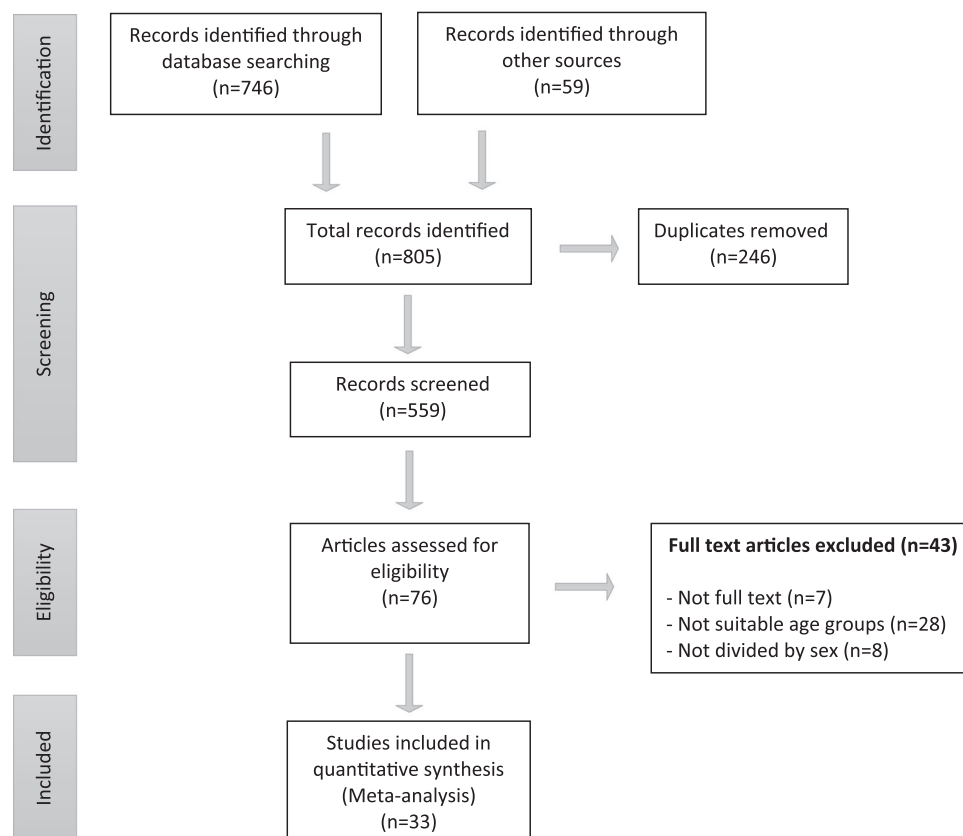 Identification
Records identified through
database searching
(n=746)
Records identified through
other sources
(n=59)
Screening
Total records identified
(n=805)
Duplicates removed
(n=246)
Records screened
(n=559)
Eligibility
Articles assessed for
eligibility
(n=76)
Full text articles excluded (n=43)
- Not full text (n=7)
- Not suitable age groups (n=28)
- Not divided by sex (n=8)
Included
Studies included in
quantitative synthesis
(Meta-analysis)
(n=33)